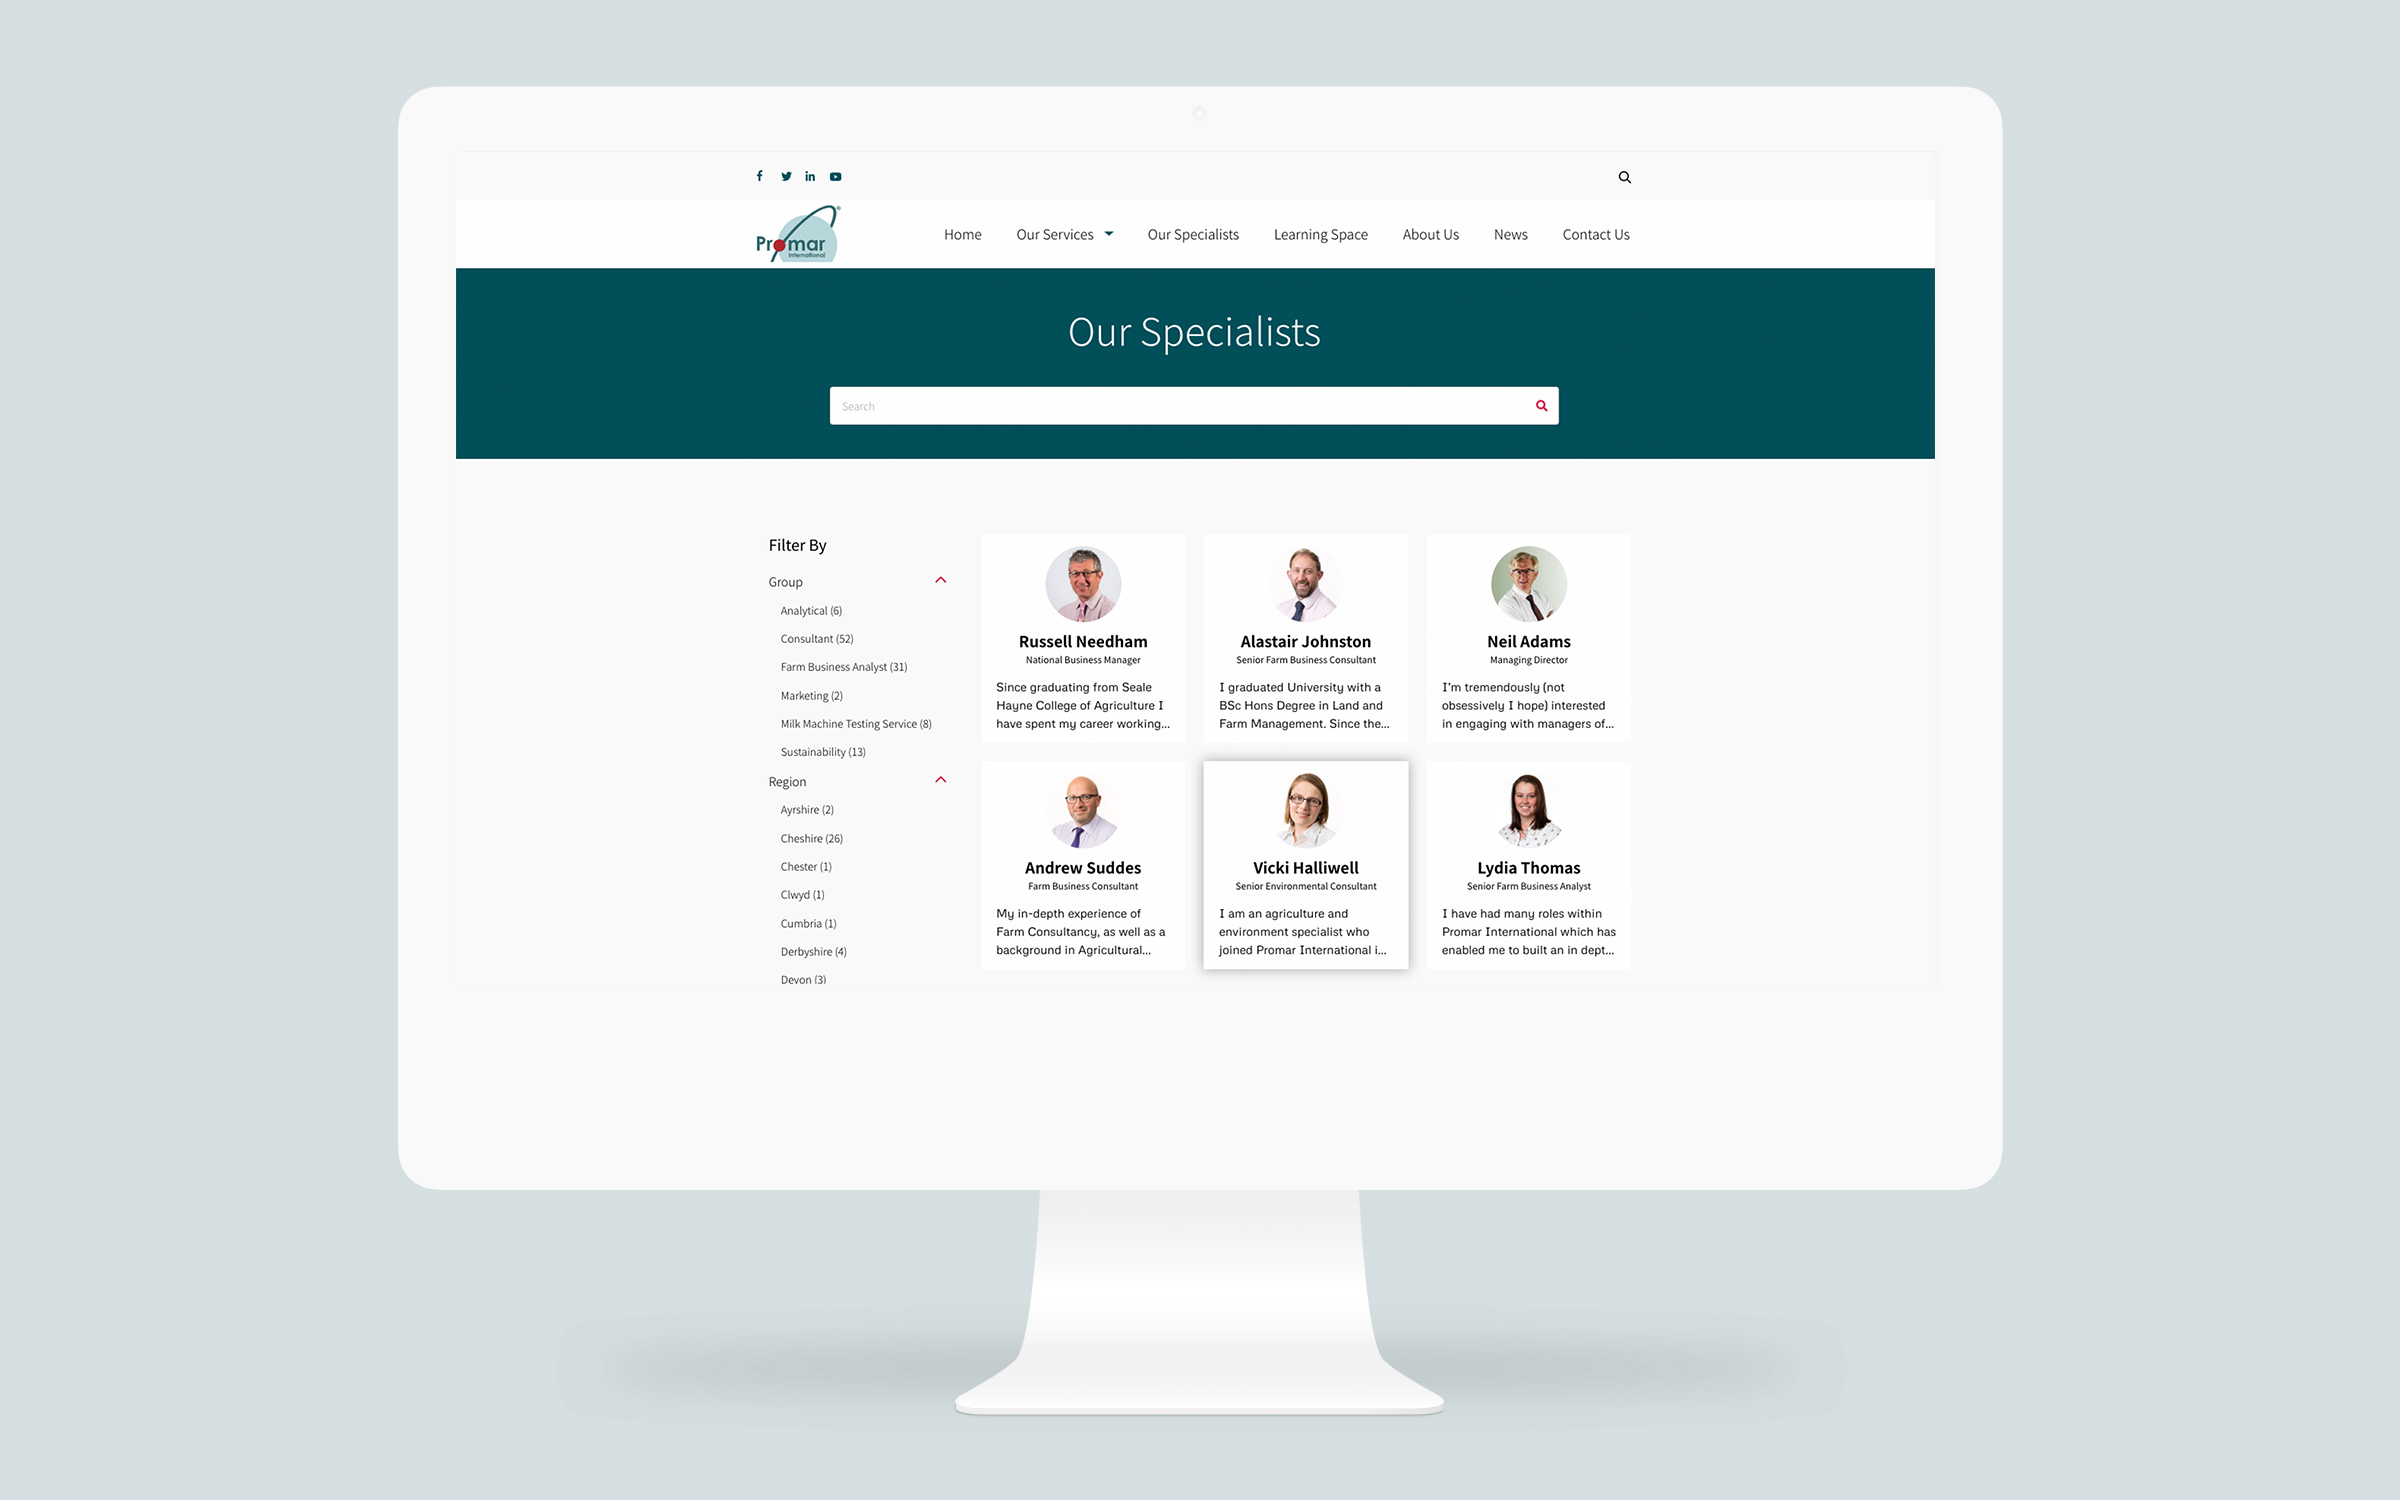 Promar
International
Home
Our Services
Our Specialists
Learning Space
About Us
News
Contact Us
Our Specialists
Search
Filter By
Group
Analytical (6)
Consultant (52)
Farm Business Analyst (31)
Marketing (2)
Milk Machine Testing Service (8)
Sustainability (13)
Region
Ayrshire (2)
Cheshire (26)
Chester (1)
Clwyd (1)
Cumbria (1)
Derbyshire (4)
Devon (3)
Russell Needham
National Business Manager
Since graduating from Seale
Hayne College of Agriculture I
have spent my career working...
Alastair Johnston
Senior Farm Business Consultant
I graduated University with a
BSc Hons Degree in Land and
Farm Management. Since the...
Neil Adams
Managing Director
I'm tremendously (not
obsessively I hope) interested
in engaging with managers of...
Andrew Suddes
Farm Business Consultant
My in-depth experience of
Farm Consultancy, as well as a
background in Agricultural...
Vicki Halliwell
Senior Environmental Consultant
I am an agriculture and
environment specialist who
joined Promar International i...
Lydia Thomas
Senior Farm Business Analyst
I have had many roles within
Promar International which has
enabled me to built an in dept...